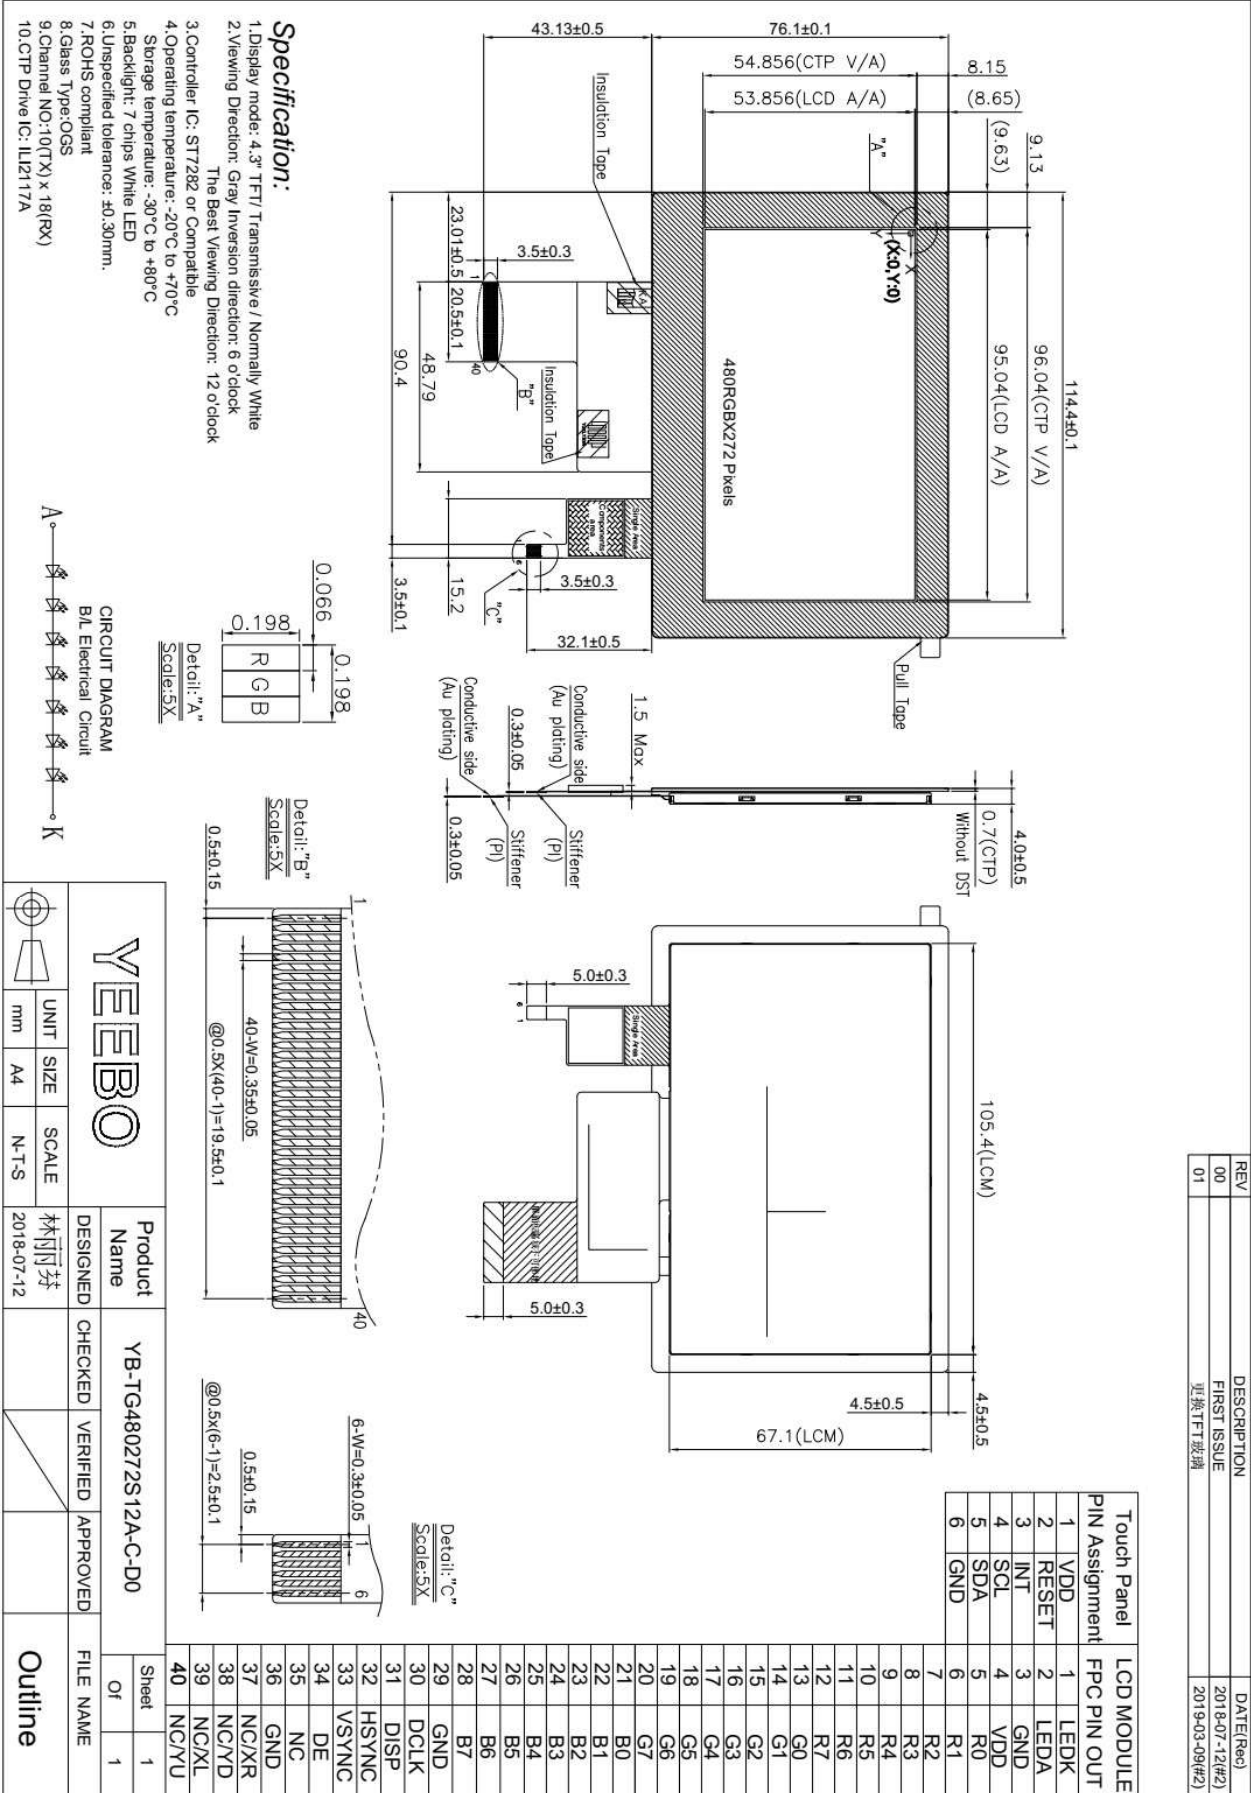 REV DESCRIPTION DATE(Rec)
00 FIRST ISSUE 2018-07-12(#2)
01 更换TFT玻璃 2019-03-09(#2)
114.4±0.1
96.04(CTP V/A)
95.04(LCD A/A)
9.13
(9.63)
8.15
(8.65)
76.1±0.1
54.856(CTP V/A)
53.856(LCD A/A)
43.13±0.5
"A"
X
Y
(X:0,Y:0)
480RGBX272 Pixels
Pull Tape
Insulation Tape
K A
3.5±0.3
1
40
"B"
Insulation Tape
23.01±0.5
20.5±0.1
48.79
90.4
Single Area
Components area
6
3.5±0.3
"C"
15.2
3.5±0.1
32.1±0.5
4.0±0.5
0.7(CTP)
Without DST
1.5 Max
Conductive side
(Au plating)
Stiffener
(PI)
0.3±0.05
Conductive side
(Au plating)
Stiffener
(PI)
0.3±0.05
105.4(LCM)
4.5±0.5
4.5±0.5
67.1(LCM)
5.0±0.3
6
1
Single Area
5.0±0.3
Specification:
1.Display mode: 4.3" TFT/ Transmissive / Normally White
2.Viewing Direction: Gray Inversion direction: 6 o'clock
The Best Viewing Direction: 12 o'clock
3.Controller IC: ST7282 or Compatible
4.Operating temperature: -20°C to +70°C
Storage temperature: -30°C to +80°C
5.Backlight: 7 chips White LED
6.Unspecified tolerance: ±0.30mm.
7.ROHS compliant
8.Glass Type:OGS
9.Channel NO:10(TX) x 18(RX)
10.CTP Drive IC: ILI2117A
0.198
0.066
0.198
R G B
Detail:"A"
Scale:5X
CIRCUIT DIAGRAM
B/L Electrical Circuit
A
K
Detail:"B"
Scale:5X
1
40
40-W=0.35±0.05
@0.5X(40-1)=19.5±0.1
0.5±0.15
Detail:"C"
Scale:5X
1
6
6-W=0.3±0.05
0.5±0.15
@0.5x(6-1)=2.5±0.1
Touch Panel
PIN Assignment
1 VDD
2 RESET
3 INT
4 SCL
5 SDA
6 GND
LCD MODULE
FPC PIN OUT
1 LEDK
2 LEDA
3 GND
4 VDD
5 R0
6 R1
7 R2
8 R3
9 R4
10 R5
11 R6
12 R7
13 G0
14 G1
15 G2
16 G3
17 G4
18 G5
19 G6
20 G7
21 B0
22 B1
23 B2
24 B3
25 B4
26 B5
27 B6
28 B7
29 GND
30 DCLK
31 DISP
32 HSYNC
33 VSYNC
34 DE
35 NC
36 GND
37 NC/XR
38 NC/YD
39 NC/XL
40 NC/YU
YEEBO
Product Name
YB-TG480272S12A-C-D0
Sheet 1
Of 1
UNIT SIZE SCALE
mm A4 N-T-S
DESIGNED CHECKED VERIFIED APPROVED
2018-07-12
FILE NAME
Outline